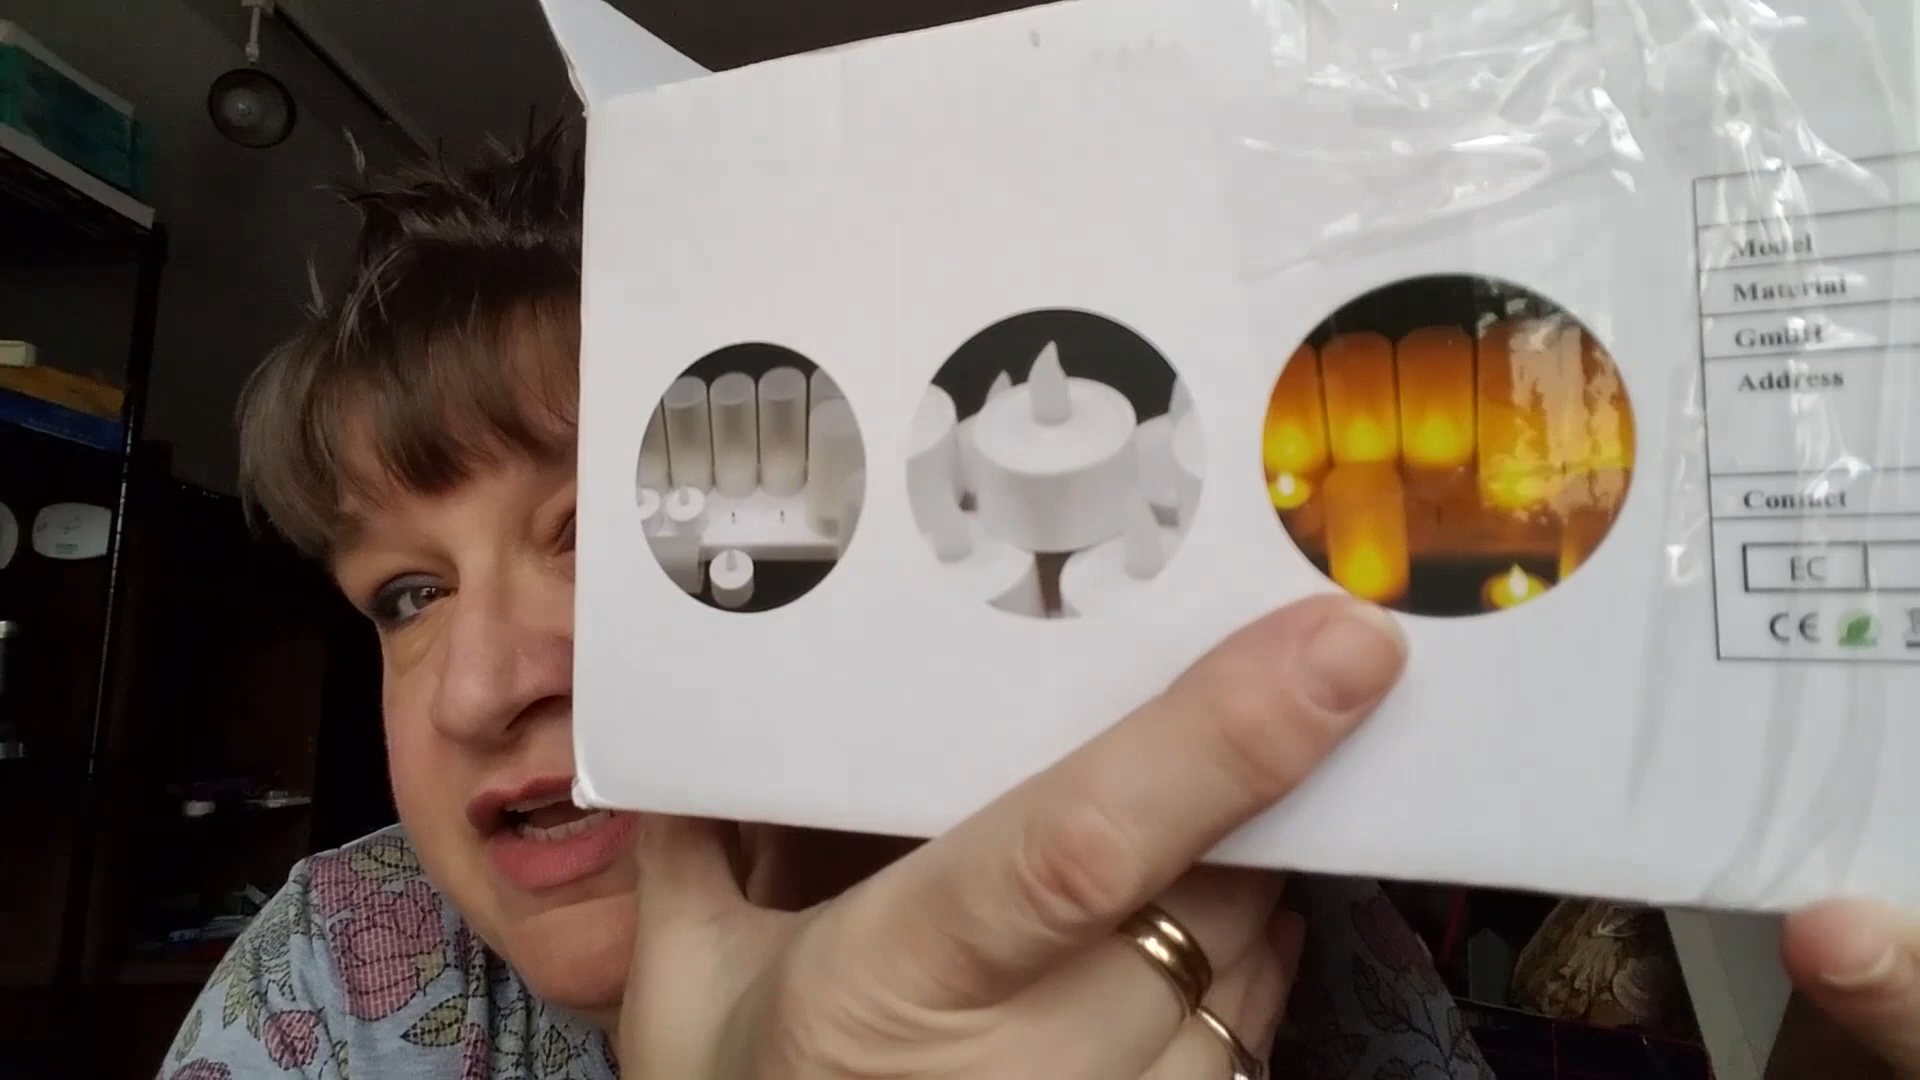 Model
Material
GmbH
Address
Contact
EC
CE